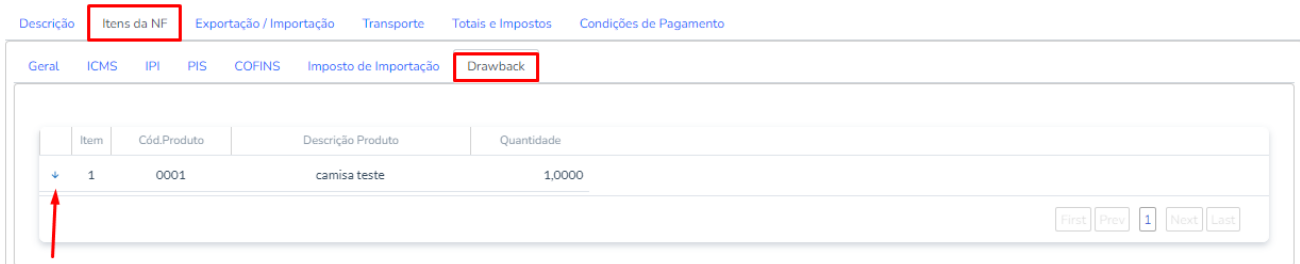 Descrição Itens da NF Exportação / Importação Transporte Totais e Impostos Condições de Pagamento
Geral ICMS IPI PIS COFINS Imposto de Importação Drawback
Item Cód.Produto Descrição Produto Quantidade
1 0001 camisa teste 1,0000
First Prev 1 Next Last